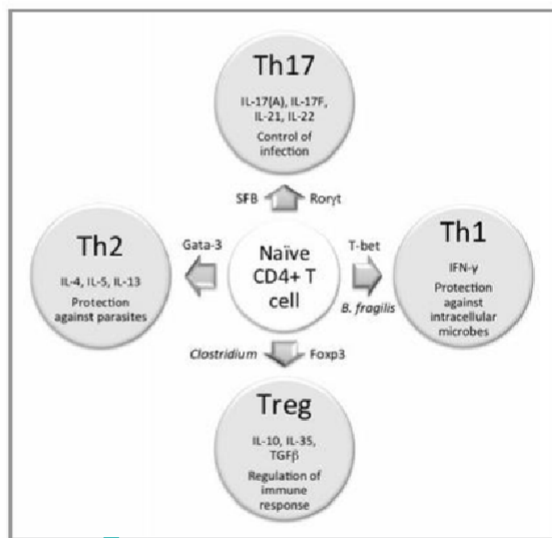 Th17
IL-17(A), IL-17F,
IL-21, IL-22
Control of
infection
SFB
Rorγt
Th2
IL-4, IL-5, IL-13
Protection
against parasites
Gata-3
Naïve
CD4+ T
cell
T-bet
B. fragilis
Th1
IFN-γ
Protection
against
intracellular
microbes
Clostridium
Foxp3
Treg
IL-10, IL-35,
TGFβ
Regulation of
immune
response